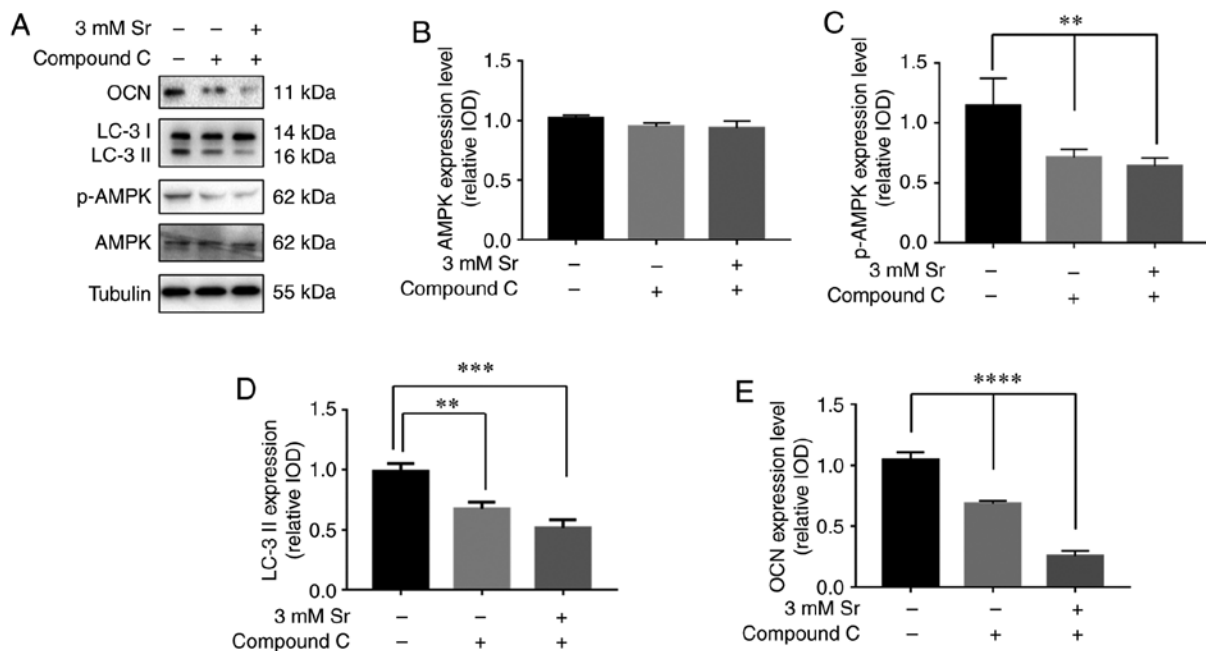 A
3 mM Sr – – +
Compound C – + +
OCN 11 kDa
LC-3 I 14 kDa
LC-3 II 16 kDa
p-AMPK 62 kDa
AMPK 62 kDa
Tubulin 55 kDa
B
AMPK expression level
(relative IOD)
1.5
1.0
0.5
0.0
3 mM Sr – – +
Compound C – + +
C
**
p-AMPK expression level
(relative IOD)
1.5
1.0
0.5
0.0
3 mM Sr – – +
Compound C – + +
D
***
**
LC-3 II expression
(relative IOD)
1.5
1.0
0.5
0.0
3 mM Sr – – +
Compound C – + +
E
****
OCN expression level
(relative IOD)
1.5
1.0
0.5
0.0
3 mM Sr – – +
Compound C – + +